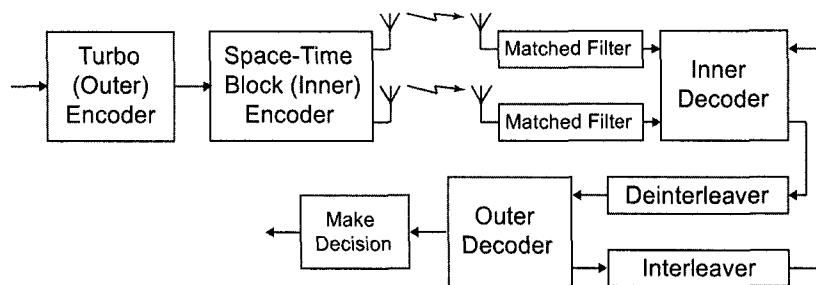 Turbo
(Outer)
Encoder
Space-Time
Block (Inner)
Encoder
Matched Filter
Matched Filter
Inner
Decoder
Deinterleaver
Outer
Decoder
Make
Decision
Interleaver